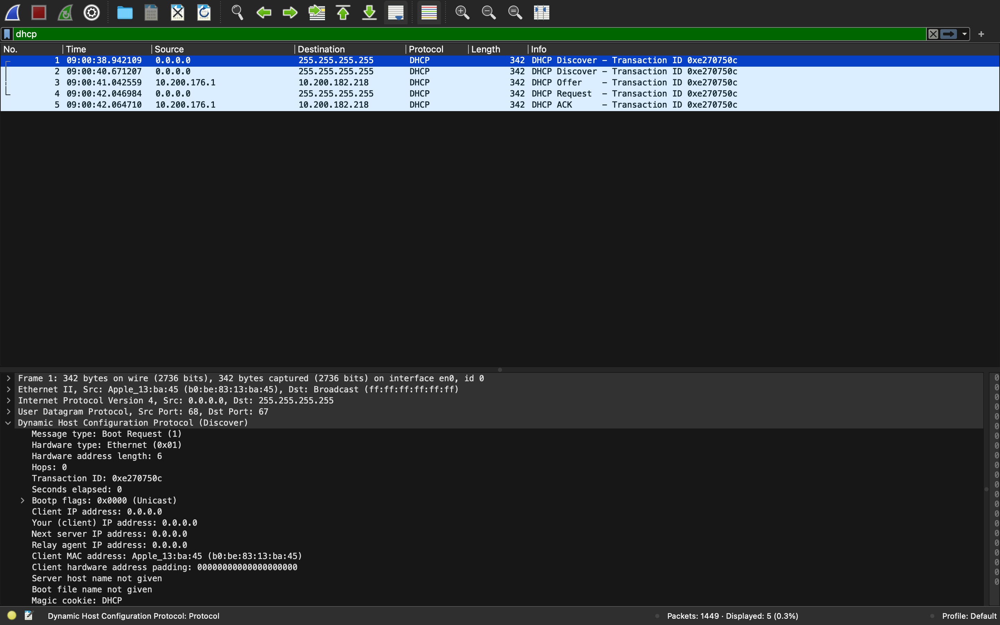 dhcp
No. Time Source Destination Protocol Length Info
1 09:00:38.942109 0.0.0.0 255.255.255.255 DHCP 342 DHCP Discover – Transaction ID 0xe270750c
2 09:00:40.671207 0.0.0.0 255.255.255.255 DHCP 342 DHCP Discover – Transaction ID 0xe270750c
3 09:00:41.042559 10.200.176.1 10.200.182.218 DHCP 342 DHCP Offer – Transaction ID 0xe270750c
4 09:00:42.046984 0.0.0.0 255.255.255.255 DHCP 342 DHCP Request – Transaction ID 0xe270750c
5 09:00:42.064710 10.200.176.1 10.200.182.218 DHCP 342 DHCP ACK – Transaction ID 0xe270750c
Frame 1: 342 bytes on wire (2736 bits), 342 bytes captured (2736 bits) on interface en0, id 0
Ethernet II, Src: Apple_13:ba:45 (b0:be:83:13:ba:45), Dst: Broadcast (ff:ff:ff:ff:ff:ff)
Internet Protocol Version 4, Src: 0.0.0.0, Dst: 255.255.255.255
User Datagram Protocol, Src Port: 68, Dst Port: 67
Dynamic Host Configuration Protocol (Discover)
Message type: Boot Request (1)
Hardware type: Ethernet (0x01)
Hardware address length: 6
Hops: 0
Transaction ID: 0xe270750c
Seconds elapsed: 0
Bootp flags: 0x0000 (Unicast)
Client IP address: 0.0.0.0
Your (client) IP address: 0.0.0.0
Next server IP address: 0.0.0.0
Relay agent IP address: 0.0.0.0
Client MAC address: Apple_13:ba:45 (b0:be:83:13:ba:45)
Client hardware address padding: 00000000000000000000
Server host name not given
Boot file name not given
Magic cookie: DHCP
Dynamic Host Configuration Protocol: Protocol
Packets: 1449 · Displayed: 5 (0.3%)
Profile: Default